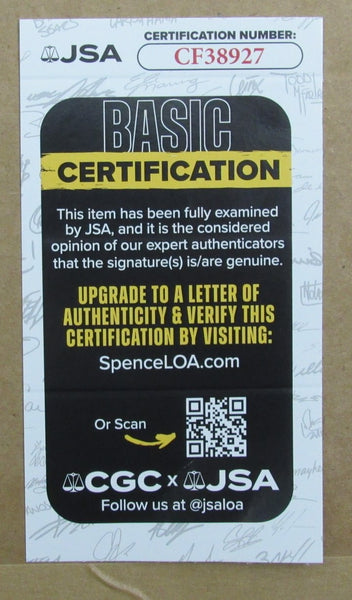 JSA
CERTIFICATION NUMBER:
CF38927
BASIC
CERTIFICATION
This item has been fully examined
by JSA, and it is the considered
opinion of our expert authenticators
that the signature(s) is/are genuine.
UPGRADE TO A LETTER OF
AUTHENTICITY & VERIFY THIS
CERTIFICATION BY VISITING:
SpenceLOA.com
Or Scan
CGC x JSA
Follow us at @jsaloa